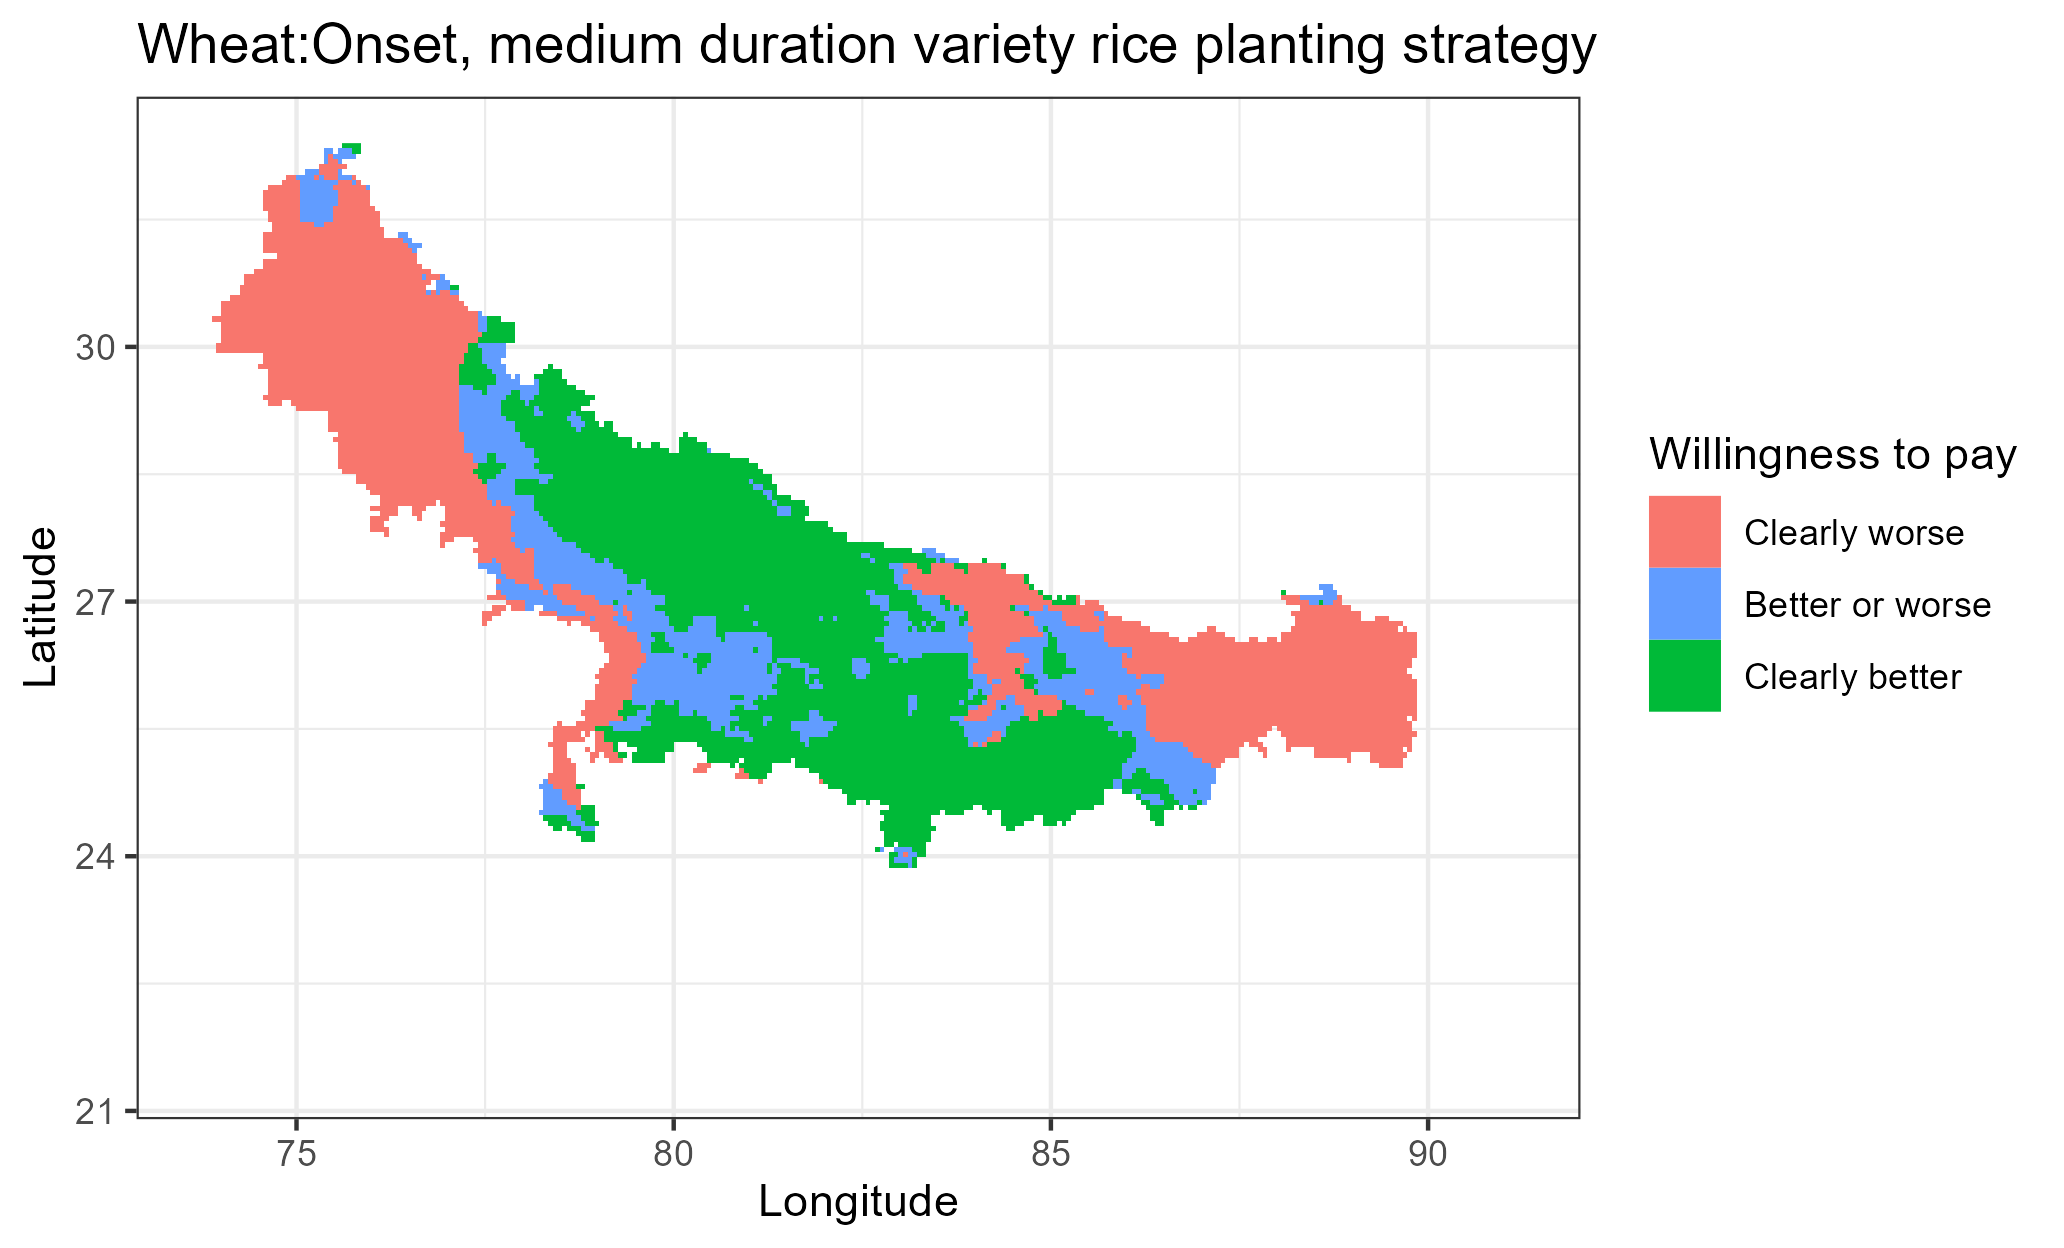 Wheat:Onset, medium duration variety rice planting strategy
30
27
24
21
Latitude
75
80
85
90
Longitude
Willingness to pay
Clearly worse
Better or worse
Clearly better